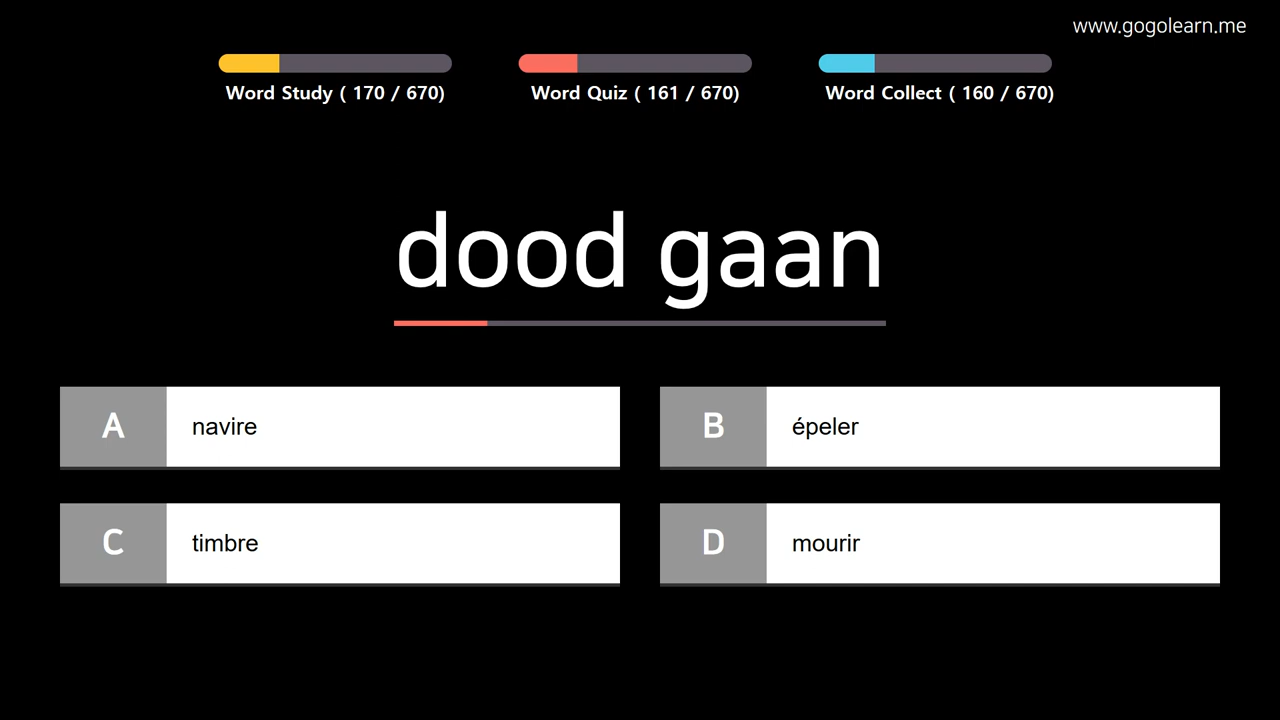 www.gogolearn.me
Word Study ( 170 / 670)
Word Quiz ( 161 / 670)
Word Collect ( 160 / 670)
dood gaan
A navire
B épeler
C timbre
D mourir